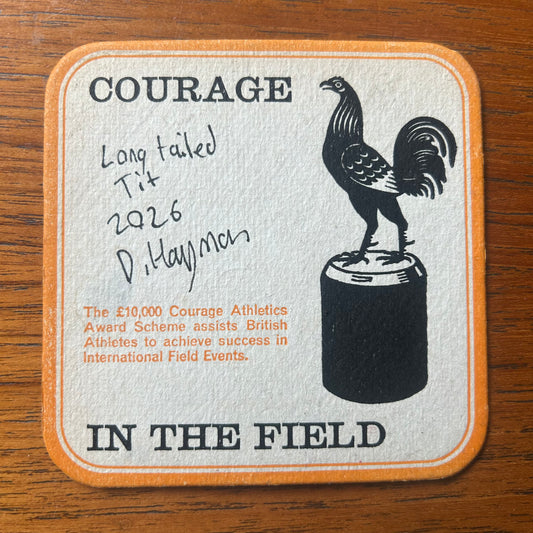 COURAGE
Long tailed
Tit
2026
D. Hayman
The £10,000 Courage Athletics
Award Scheme assists British
Athletes to achieve success in
International Field Events.
IN THE FIELD